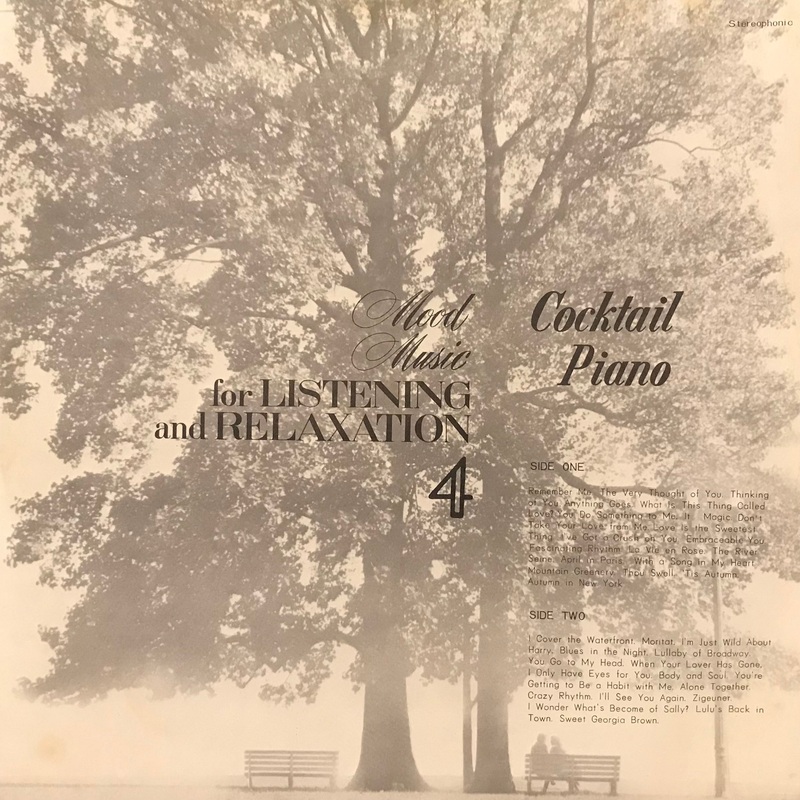 Stereophonic
Mood
Music
for LISTENING
and RELAXATION
4
Cocktail
Piano
SIDE ONE
Remember Me. The Very Thought of You. Thinking
of You. Anything Goes. What Is This Thing Called
Love? You Do Something to Me. It Magic. Don't
Take Your Love from Me. Love Is the Sweetest
Thing. I've Got a Crush on You. Embraceable You.
Fascinating Rhythm. La Vie en Rose. The River
Seine. April in Paris. With a Song In My Heart.
Mountain Greenery. Thou Swell. 'Tis Autumn.
Autumn in New York
SIDE TWO
I Cover the Waterfront. Moritat. I'm Just Wild About
Harry. Blues in the Night. Lullaby of Broadway.
You Go to My Head. When Your Lover Has Gone.
I Only Have Eyes for You. Body and Soul. You're
Getting to Be a Habit with Me. Alone Together.
Crazy Rhythm. I'll See You Again. Zigeuner.
I Wonder What's Become of Sally? Lulu's Back in
Town. Sweet Georgia Brown.